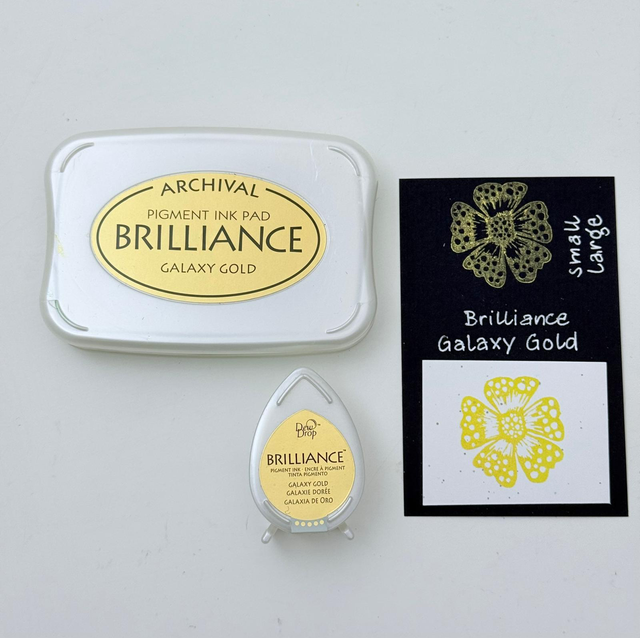 ARCHIVAL
PIGMENT INK PAD
BRILLIANCE
GALAXY GOLD
small
large
Brilliance
Galaxy Gold
Dew
Drop
BRILLIANCE™
PIGMENT INK · ENCRE À PIGMENT
TINTA PIGMENTO
GALAXY GOLD
GALAXIE DORÉE
GALAXIA DE ORO